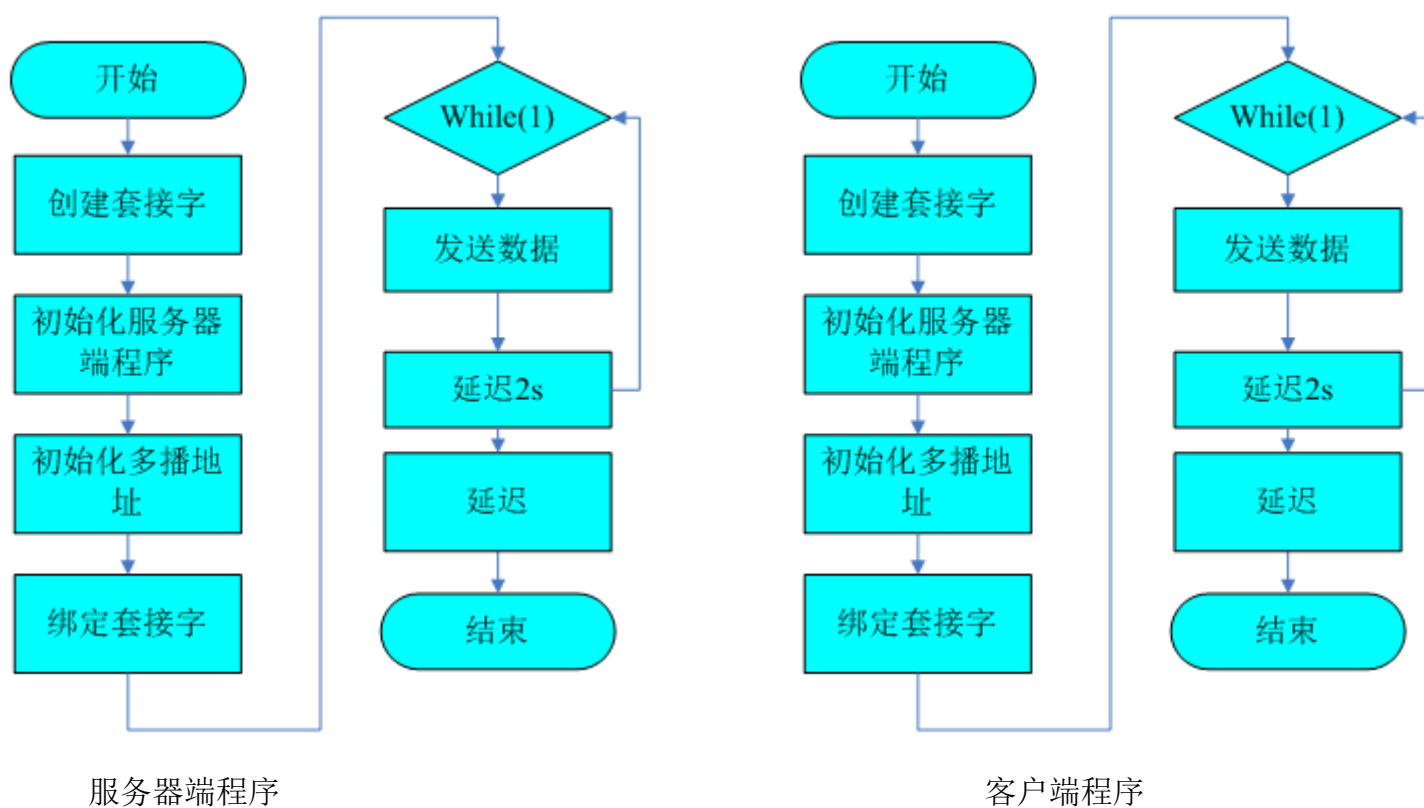 开始
创建套接字
初始化服务器
端程序
初始化多播地
址
绑定套接字
While(1)
发送数据
延迟2s
延迟
结束
服务器端程序
开始
创建套接字
初始化服务器
端程序
初始化多播地
址
绑定套接字
While(1)
发送数据
延迟2s
延迟
结束
客户端程序